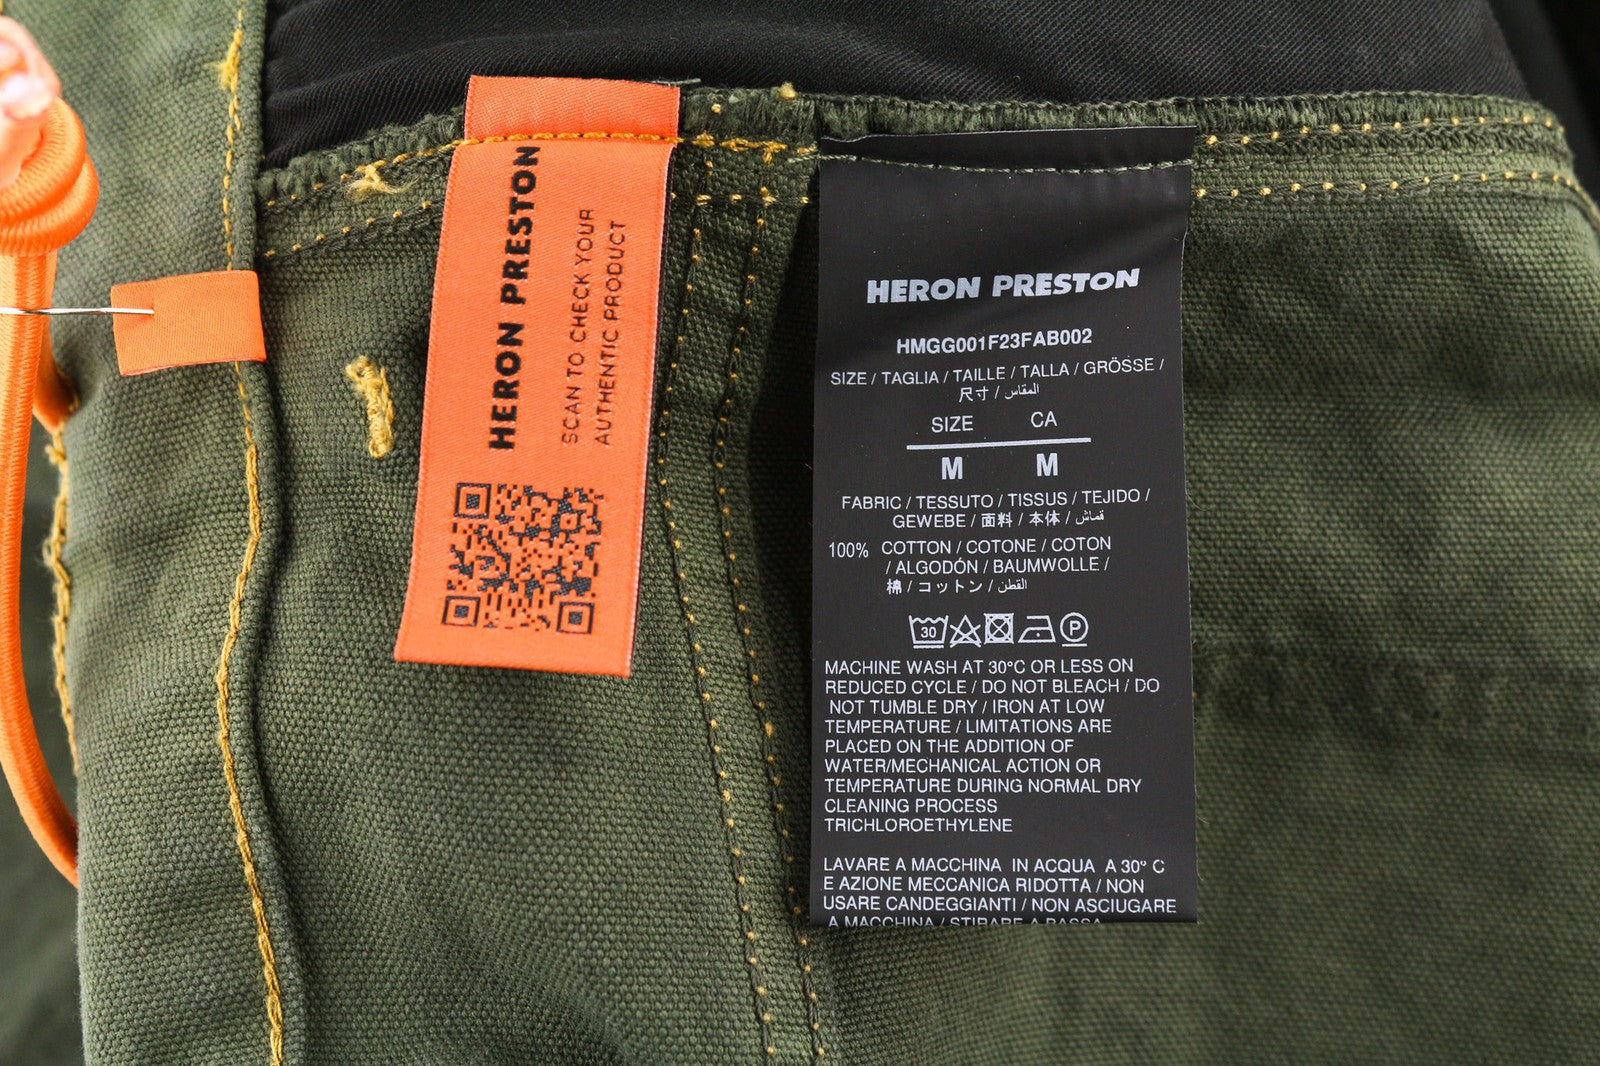 HERON PRESTON
SCAN TO CHECK YOUR
AUTHENTIC PRODUCT
HERON PRESTON
HMGG001F23FAB002
SIZE / TAGLIA / TAILLE / TALLA / GRÖSSE /
尺寸 / المقاس
SIZE CA
M M
FABRIC / TESSUTO / TISSUS / TEJIDO /
GEWEBE / 面料 / 本体 / قماش
100% COTTON / COTONE / COTON
/ ALGODÓN / BAUMWOLLE /
棉 / コットン / القطن
30 P
MACHINE WASH AT 30°C OR LESS ON
REDUCED CYCLE / DO NOT BLEACH / DO
NOT TUMBLE DRY / IRON AT LOW
TEMPERATURE / LIMITATIONS ARE
PLACED ON THE ADDITION OF
WATER/MECHANICAL ACTION OR
TEMPERATURE DURING NORMAL DRY
CLEANING PROCESS
TRICHLOROETHYLENE
LAVARE A MACCHINA IN ACQUA A 30° C
E AZIONE MECCANICA RIDOTTA / NON
USARE CANDEGGIANTI / NON ASCIUGARE
A MACCHINA / STIRARE A BASSA